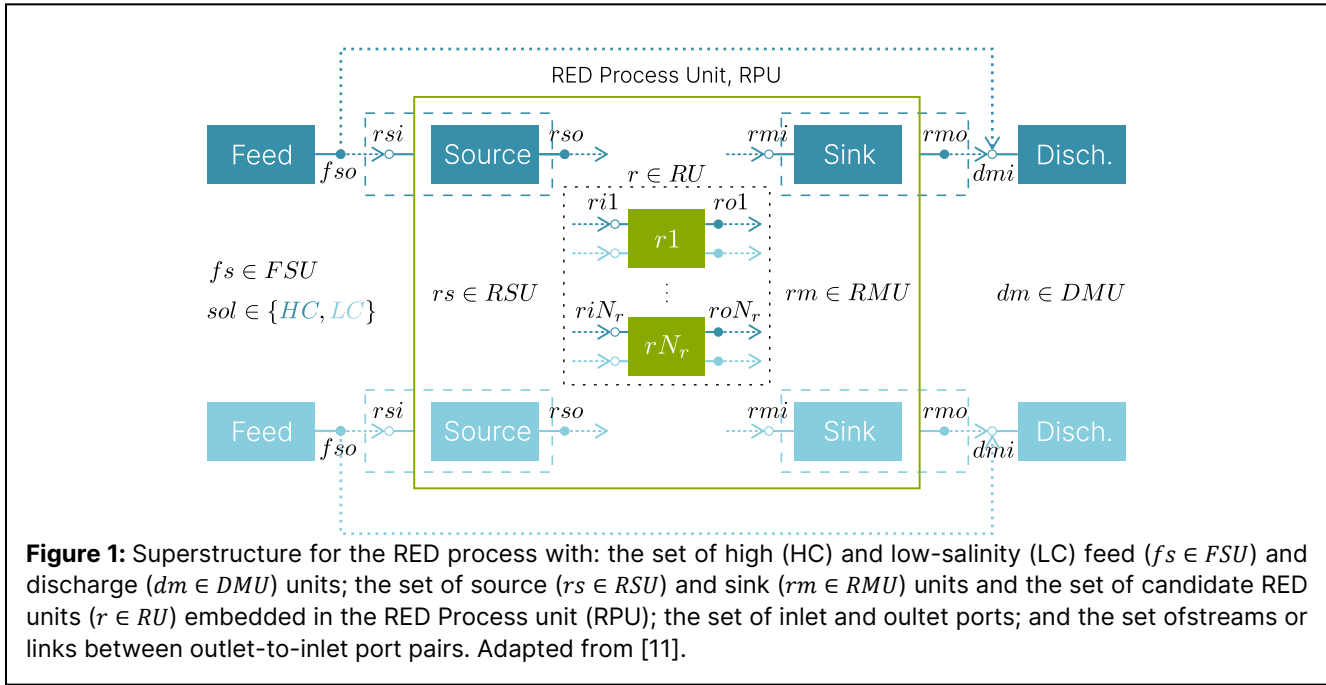 RED Process Unit, RPU
Feed
fso
rsi
Source
rso
rmi
Sink
rmo
dmi
Disch.
r ∈ RU
ri1
r1
ro1
⋮
riN_r
rN_r
roN_r
fs ∈ FSU
sol ∈ {HC, LC}
rs ∈ RSU
rm ∈ RMU
dm ∈ DMU
Feed
fso
rsi
Source
rso
rmi
Sink
rmo
dmi
Disch.
Figure 1: Superstructure for the RED process with: the set of high (HC) and low-salinity (LC) feed (fs ∈ FSU) and
discharge (dm ∈ DMU) units; the set of source (rs ∈ RSU) and sink (rm ∈ RMU) units and the set of candidate RED
units (r ∈ RU) embedded in the RED Process unit (RPU); the set of inlet and oultet ports; and the set ofstreams or
links between outlet-to-inlet port pairs. Adapted from [11].